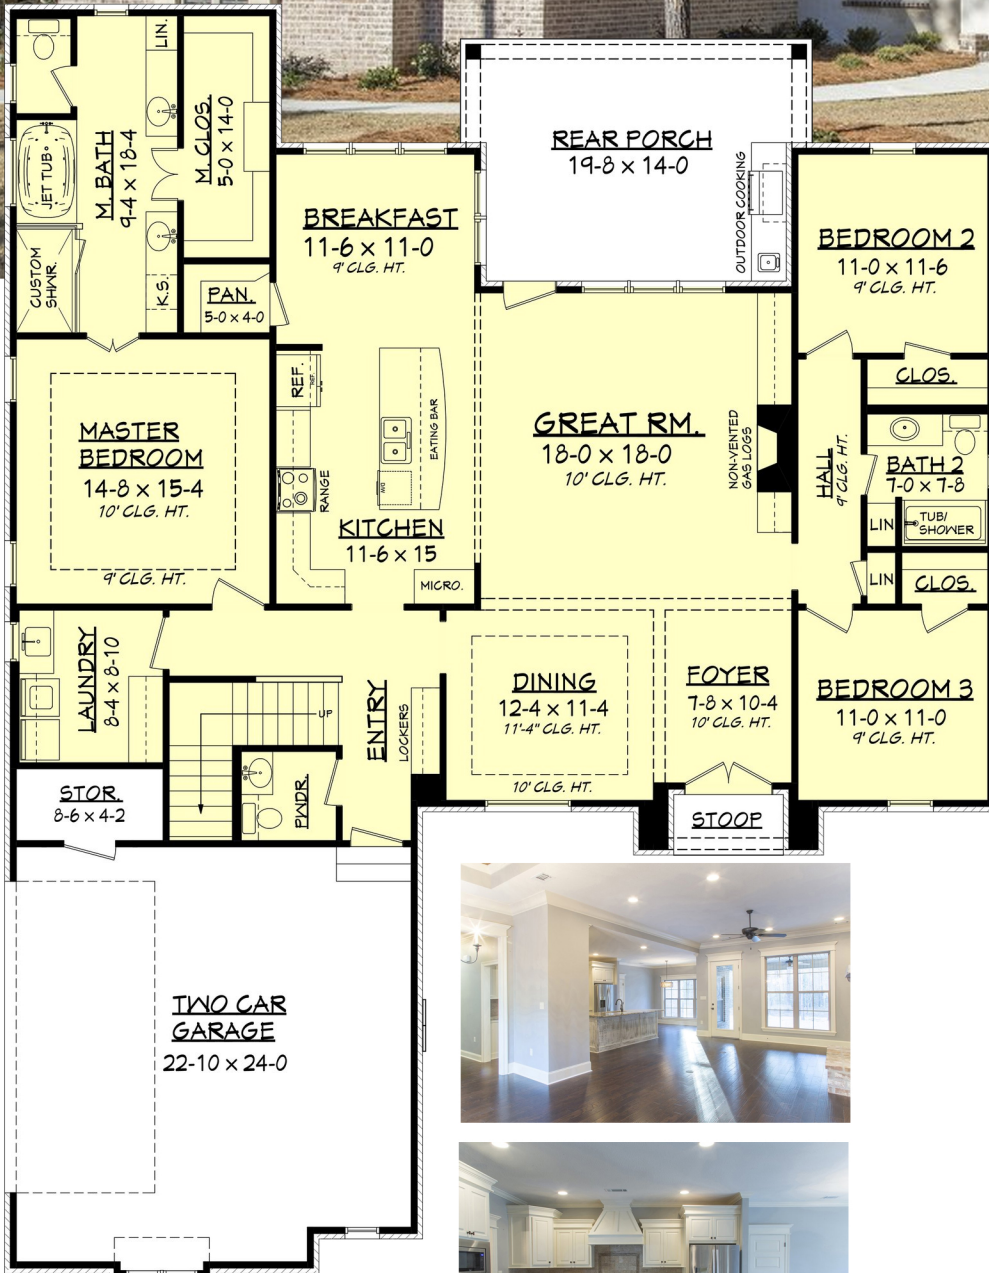 LIN.
M. CLOS.
5-0 x 14-0
M. BATH
9-4 x 18-4
JET TUB
CUSTOM
SHWR.
K.S.
PAN.
5-0 x 4-0
BREAKFAST
11-6 x 11-0
9' CLG. HT.
REAR PORCH
19-8 x 14-0
OUTDOOR COOKING
BEDROOM 2
11-0 x 11-6
9' CLG. HT.
CLOS.
MASTER
BEDROOM
14-8 x 15-4
10' CLG. HT.
9' CLG. HT.
REF.
REF.
EATING BAR
DW
RANGE
KITCHEN
11-6 x 15
MICRO.
GREAT RM.
18-0 x 18-0
10' CLG. HT.
NON-VENTED
GAS LOGS
HALL
9' CLG. HT.
BATH 2
7-0 x 7-8
LIN
TUB/
SHOWER
LIN
CLOS.
LAUNDRY
8-4 x 8-10
UP
ENTRY
LOCKERS
DINING
12-4 x 11-4
11'-4" CLG. HT.
10' CLG. HT.
FOYER
7-8 x 10-4
10' CLG. HT.
BEDROOM 3
11-0 x 11-0
9' CLG. HT.
STOR.
8-6 x 4-2
PWDR.
STOOP
TWO CAR
GARAGE
22-10 x 24-0